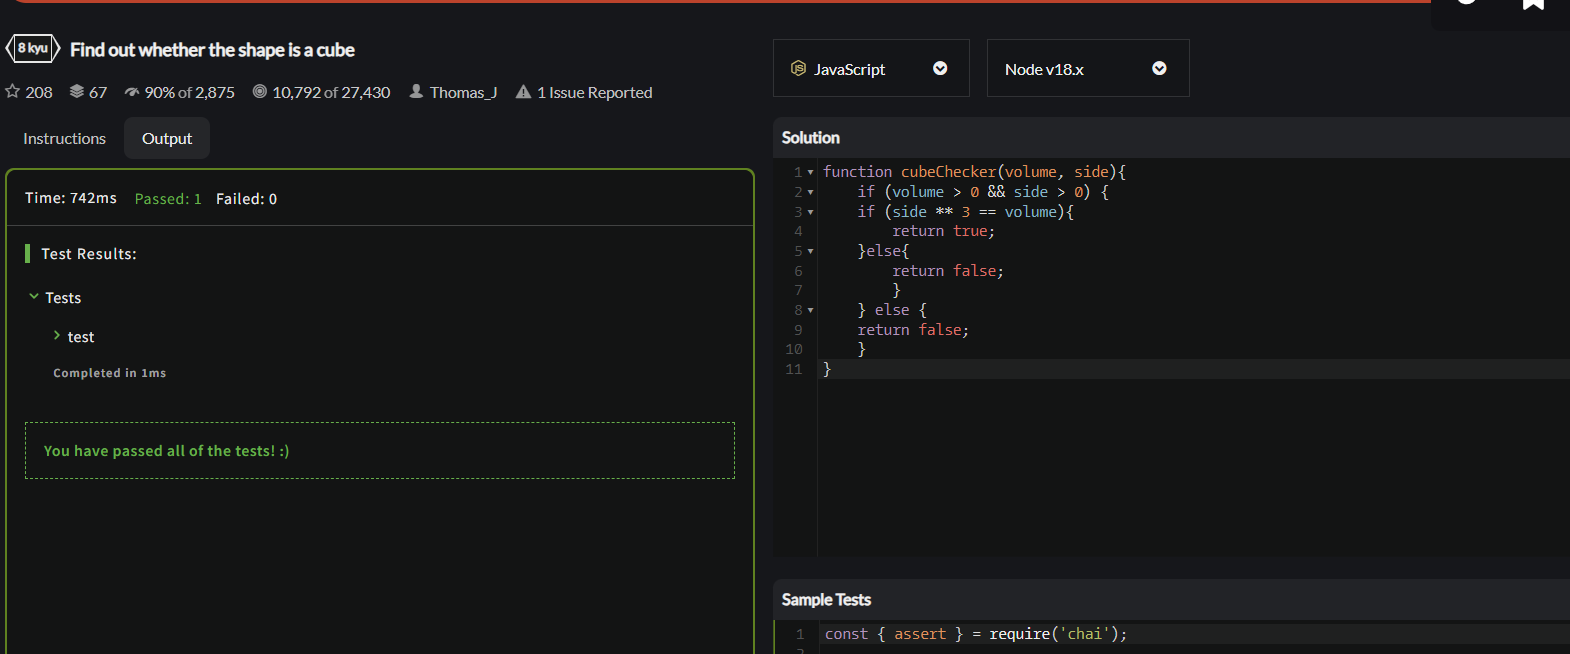 8 kyu Find out whether the shape is a cube
208 67 90% of 2,875 10,792 of 27,430 Thomas_J 1 Issue Reported
Instructions Output
Time: 742ms Passed: 1 Failed: 0
Test Results:
Tests
test
Completed in 1ms
You have passed all of the tests! :)
JS JavaScript Node v18.x
Solution
1 function cubeChecker(volume, side){
2 if (volume > 0 && side > 0) {
3 if (side ** 3 == volume){
4 return true;
5 }else{
6 return false;
7 }
8 } else {
9 return false;
10 }
11 }
Sample Tests
1 const { assert } = require('chai');